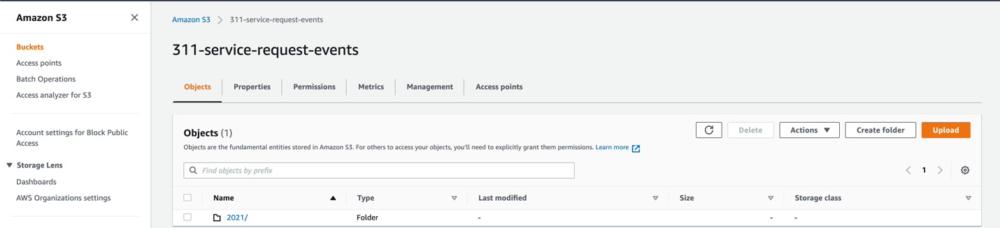 Amazon S3
Buckets
Access points
Batch Operations
Access analyzer for S3
Account settings for Block Public
Access
Storage Lens
Dashboards
AWS Organizations settings
Amazon S3 311-service-request-events
311-service-request-events
Objects Properties Permissions Metrics Management Access points
Objects (1)
Delete Actions Create folder Upload
Objects are the fundamental entities stored in Amazon S3. For others to access your objects, you'll need to explicitly grant them permissions. Learn more
Find objects by prefix
1
Name Type Last modified Size Storage class
2021/ Folder - - -